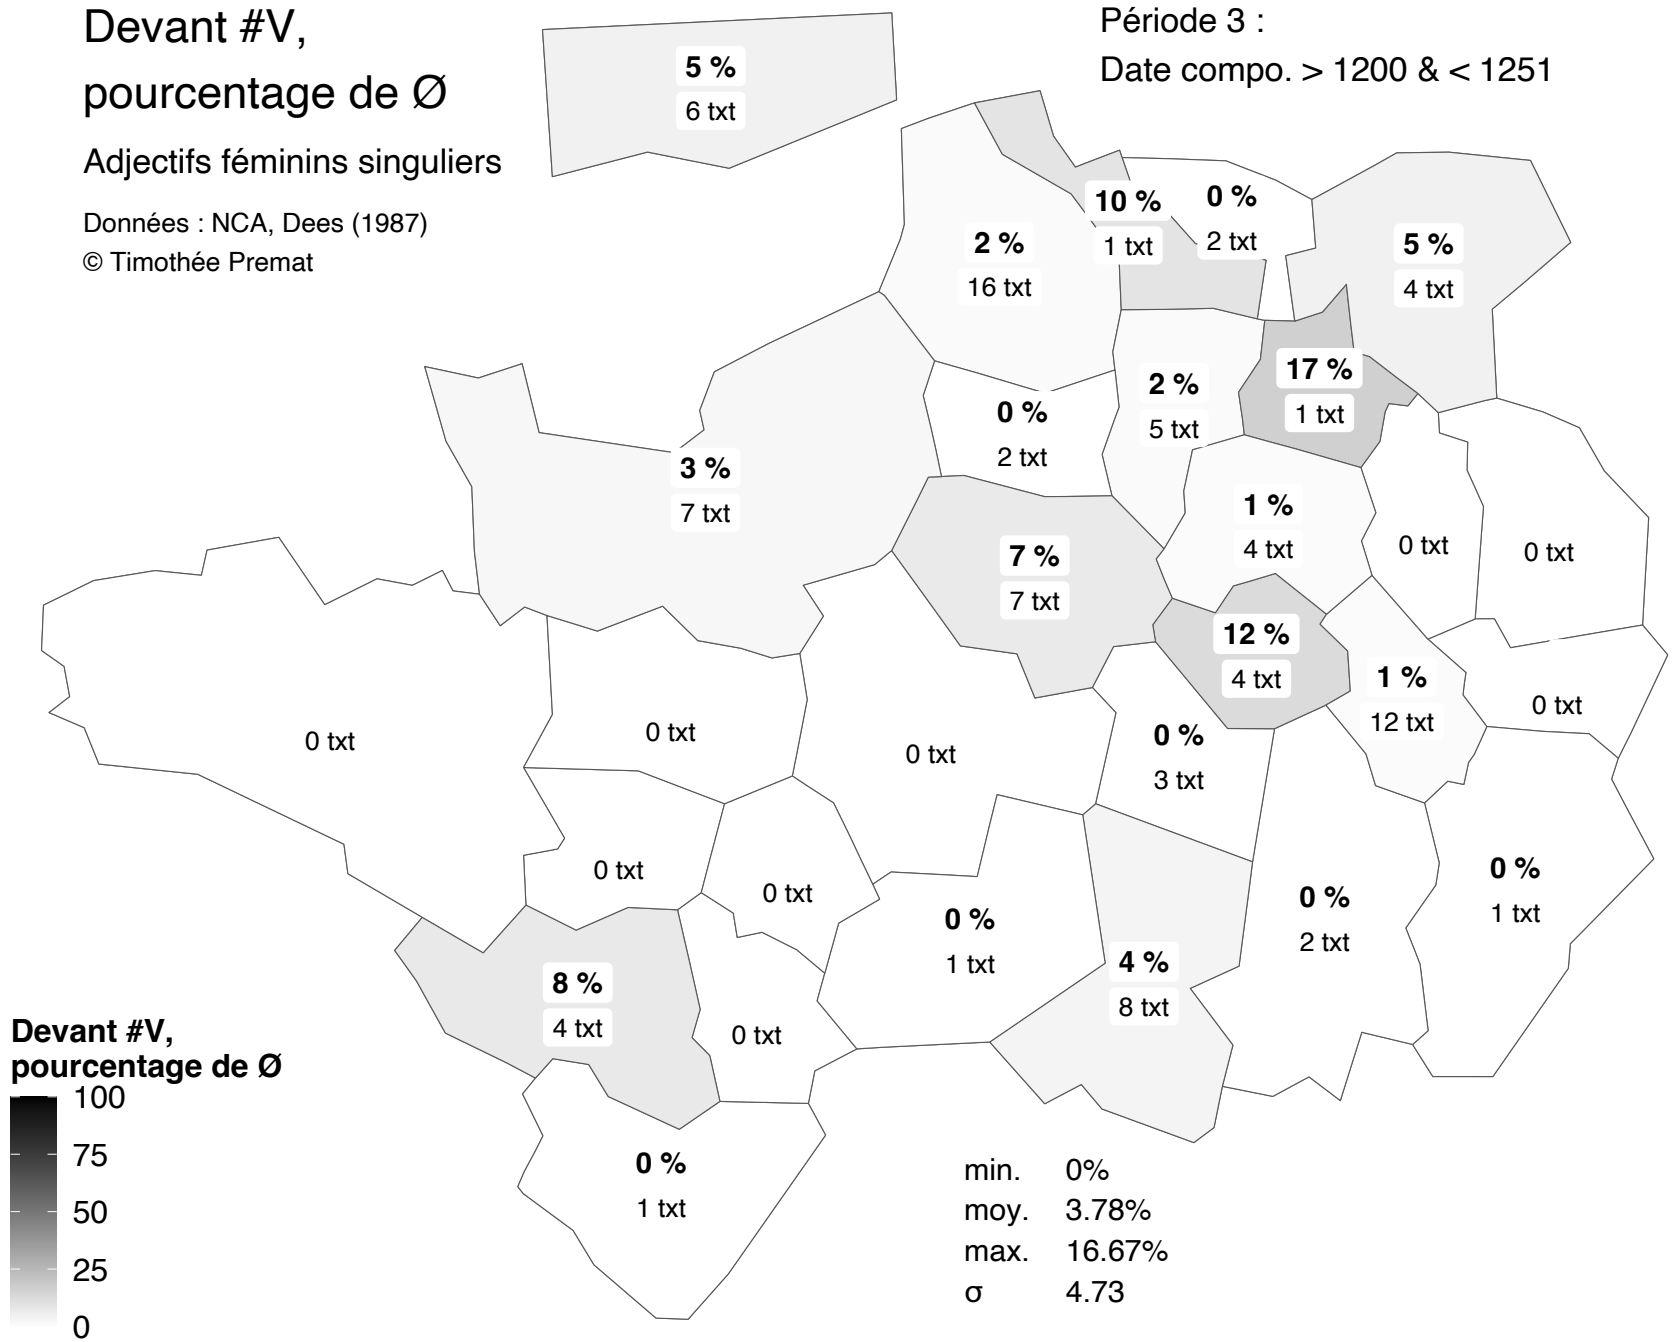 Devant #V,
pourcentage de Ø
Adjectifs féminins singuliers
Données : NCA, Dees (1987)
© Timothée Premat
Période 3 :
Date compo. > 1200 & < 1251
5 %
6 txt
10 %
1 txt
0 %
2 txt
2 %
16 txt
5 %
4 txt
17 %
1 txt
2 %
5 txt
0 %
2 txt
3 %
7 txt
1 %
4 txt
0 txt
0 txt
7 %
7 txt
12 %
4 txt
1 %
12 txt
0 txt
0 txt
0 txt
0 txt
0 %
3 txt
0 txt
0 txt
0 %
1 txt
0 %
2 txt
0 %
1 txt
4 %
8 txt
8 %
4 txt
0 txt
0 %
1 txt
Devant #V,
pourcentage de Ø
100
75
50
25
0
min. 0%
moy. 3.78%
max. 16.67%
σ 4.73